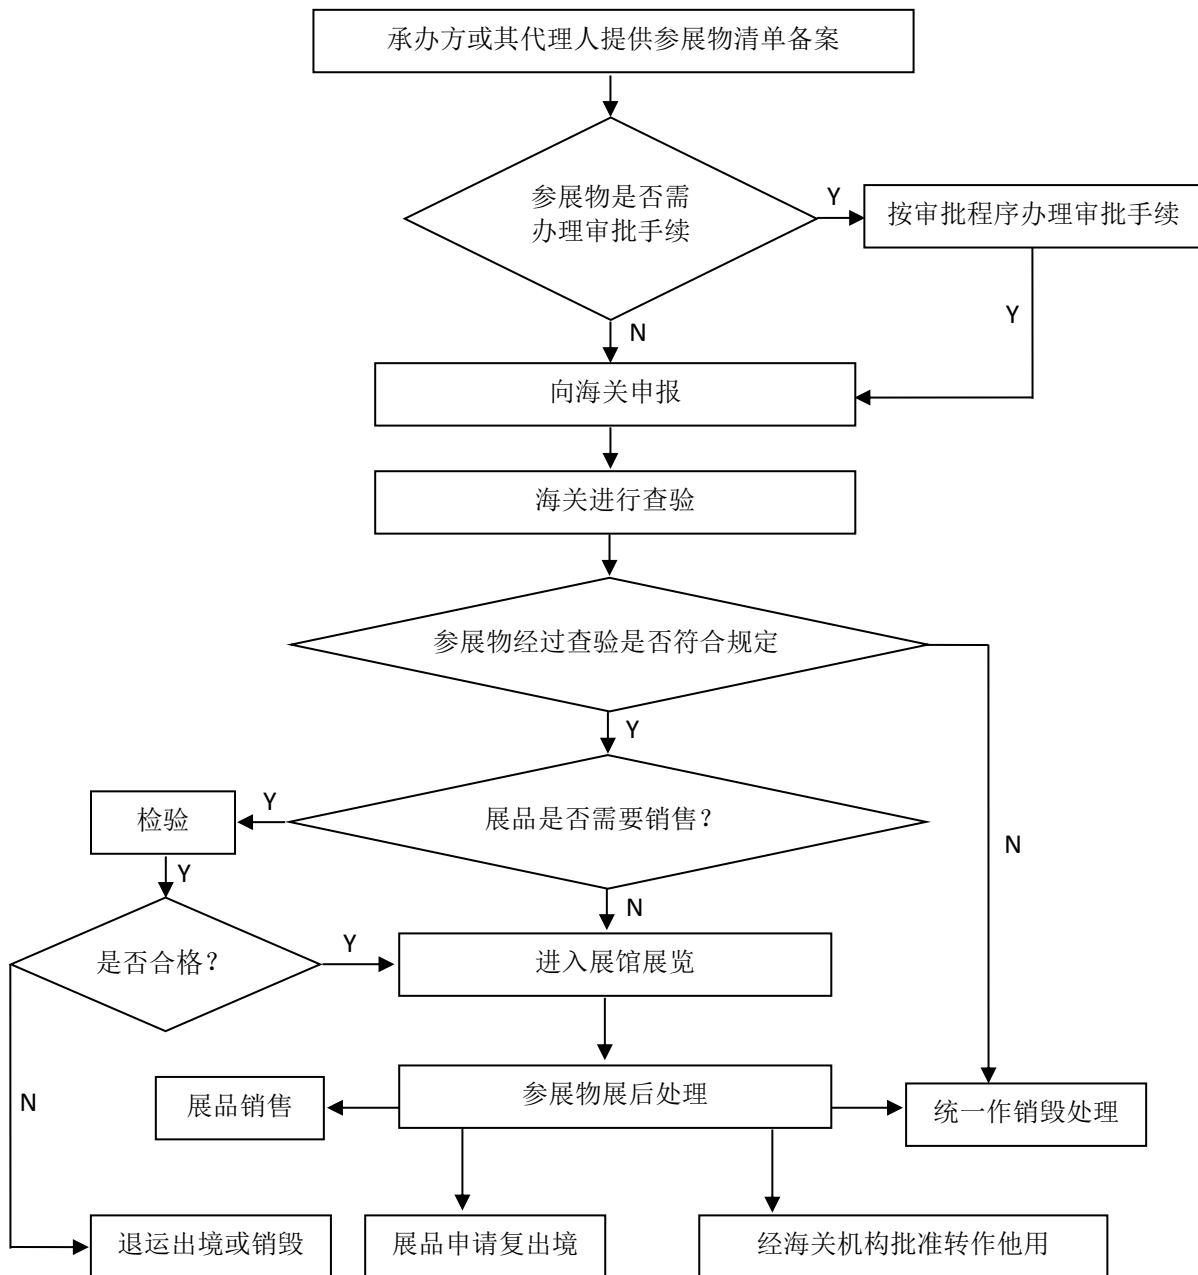 承办方或其代理人提供参展物清单备案
参展物是否需
办理审批手续
Y
按审批程序办理审批手续
Y
N
向海关申报
海关进行查验
参展物经过查验是否符合规定
Y
检验
Y
展品是否需要销售？
N
Y
N
是否合格？
Y
进入展馆展览
N
展品销售
参展物展后处理
统一作销毁处理
退运出境或销毁
展品申请复出境
经海关机构批准转作他用